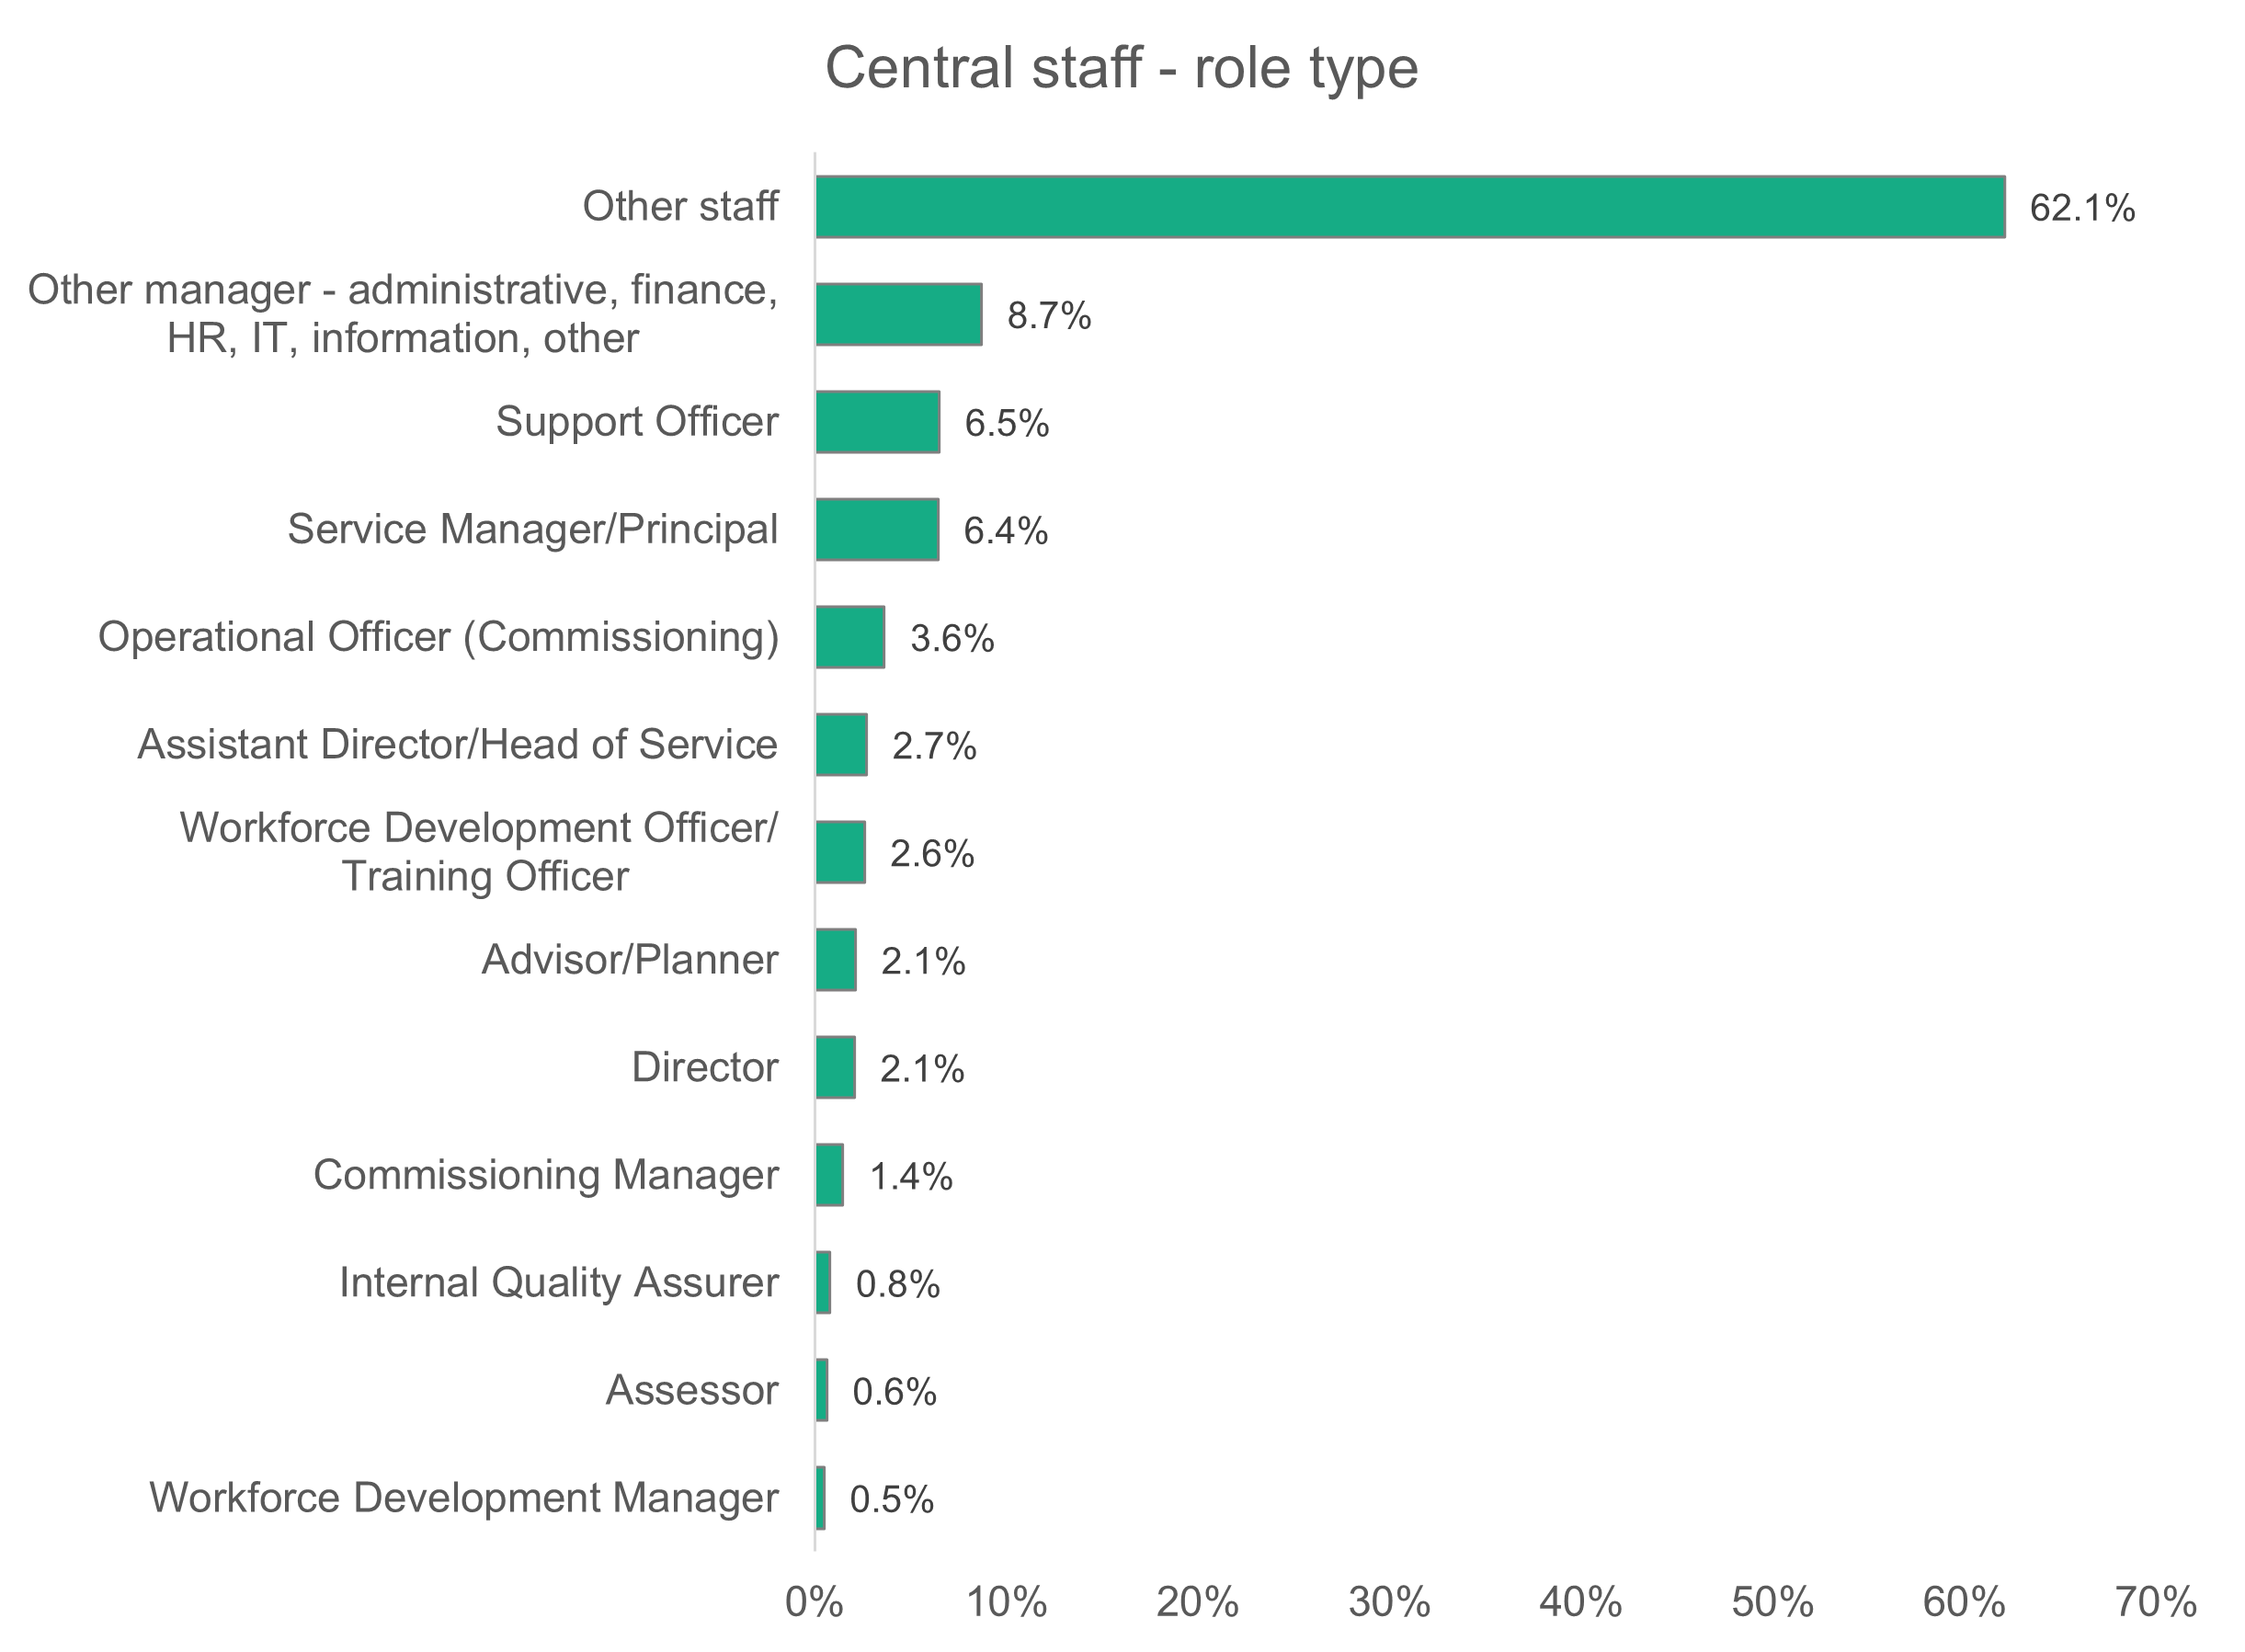 Central staff - role type
Other staff
62.1%
Other manager - administrative, finance,
HR, IT, information, other
8.7%
Support Officer
6.5%
Service Manager/Principal
6.4%
Operational Officer (Commissioning)
3.6%
Assistant Director/Head of Service
2.7%
Workforce Development Officer/
Training Officer
2.6%
Advisor/Planner
2.1%
Director
2.1%
Commissioning Manager
1.4%
Internal Quality Assurer
0.8%
Assessor
0.6%
Workforce Development Manager
0.5%
0% 10% 20% 30% 40% 50% 60% 70%